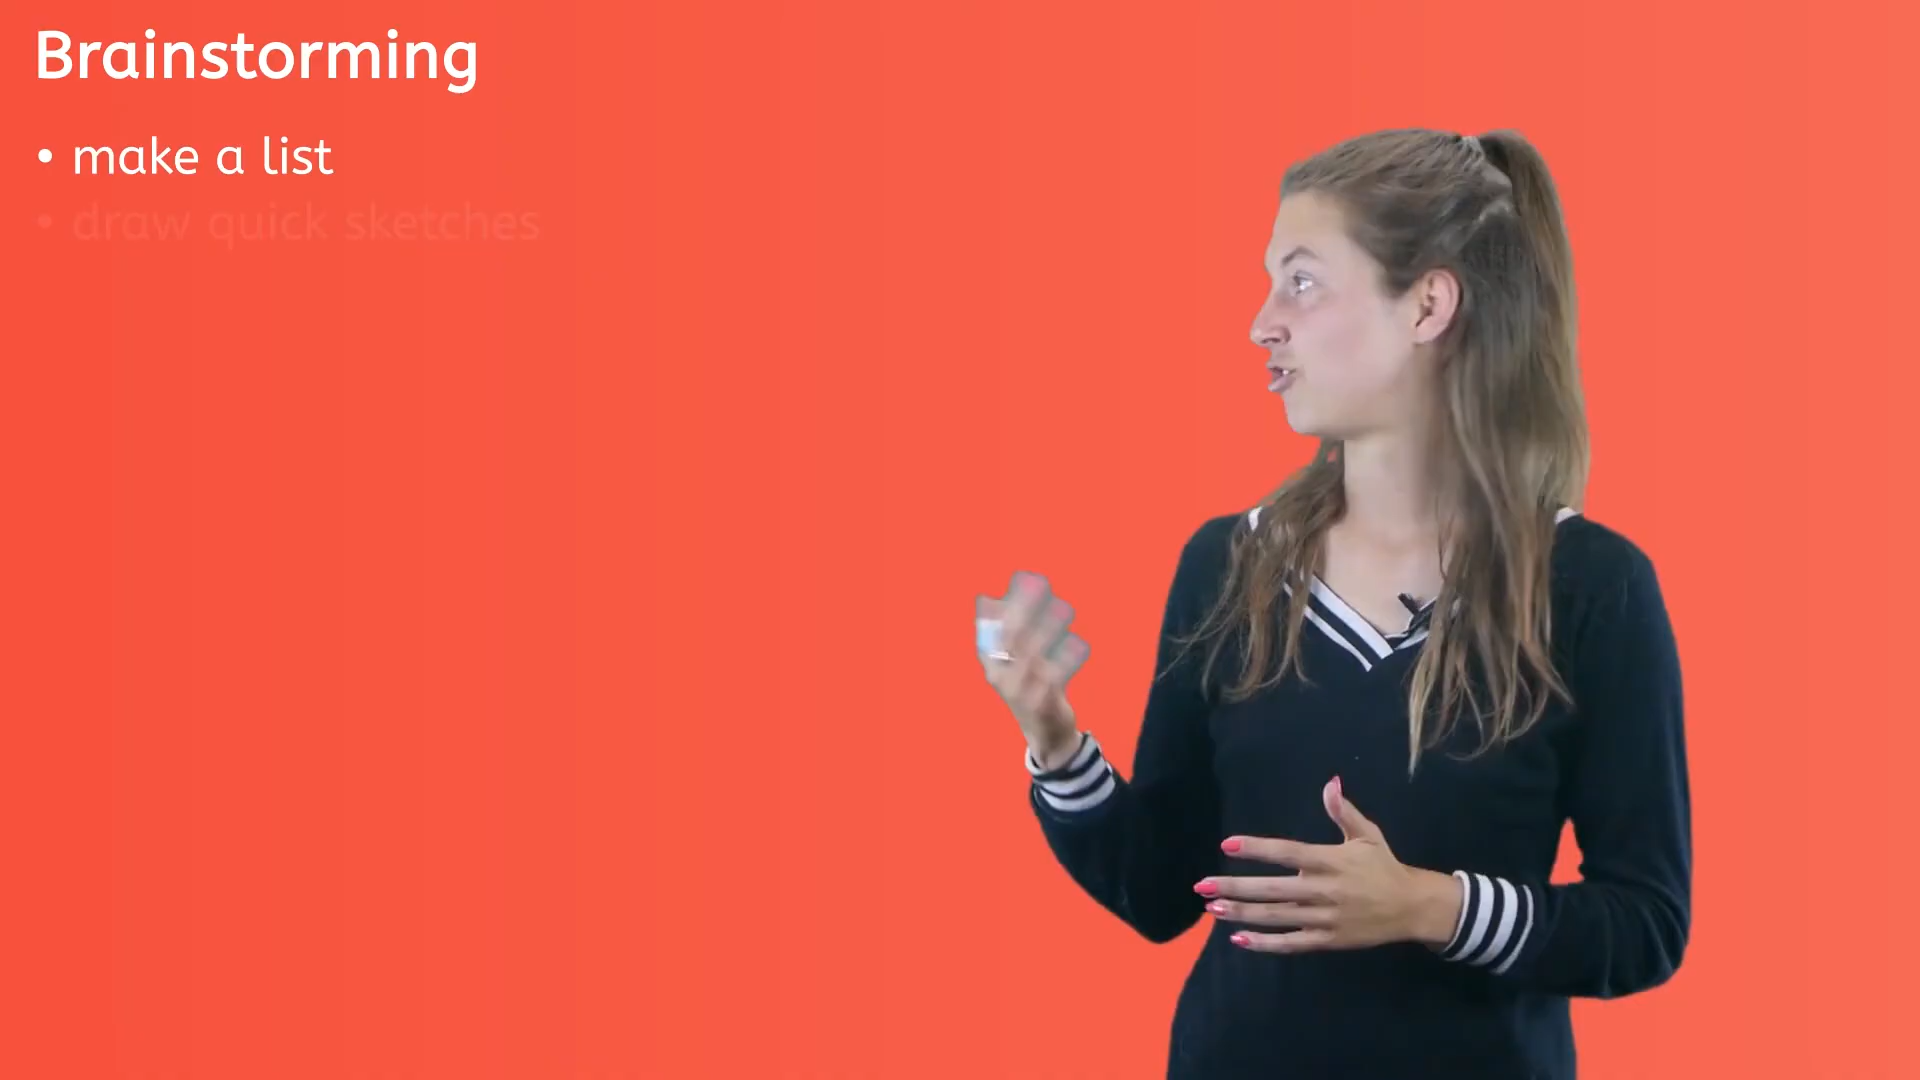 Brainstorming
• make a list
• draw quick sketches